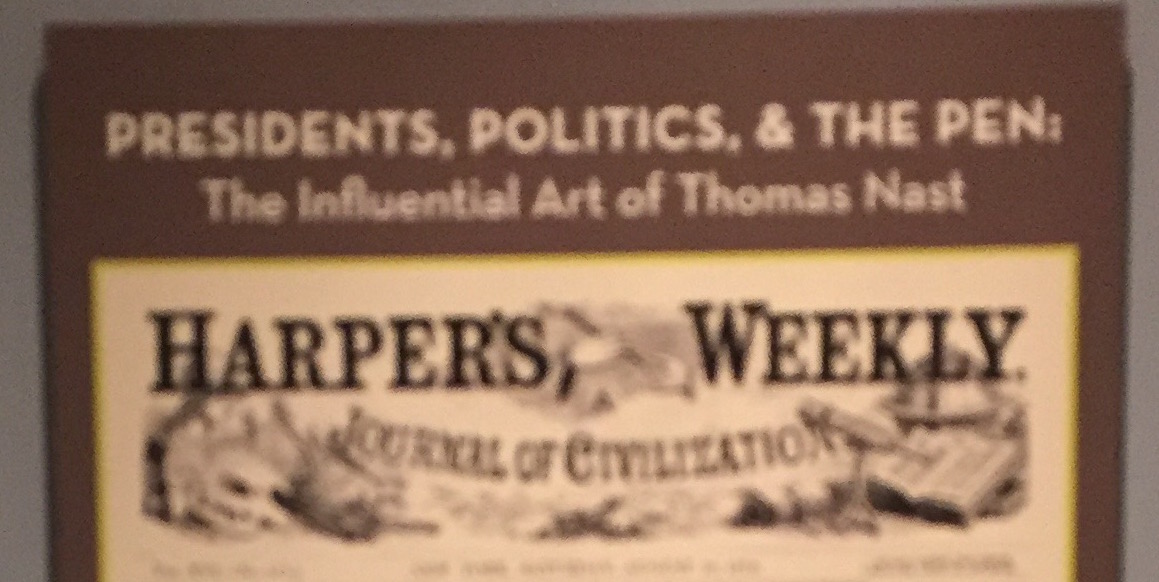 PRESIDENTS, POLITICS, & THE PEN:
The Influential Art of Thomas Nast
HARPER'S WEEKLY.
JOURNAL OF CIVILIZATION